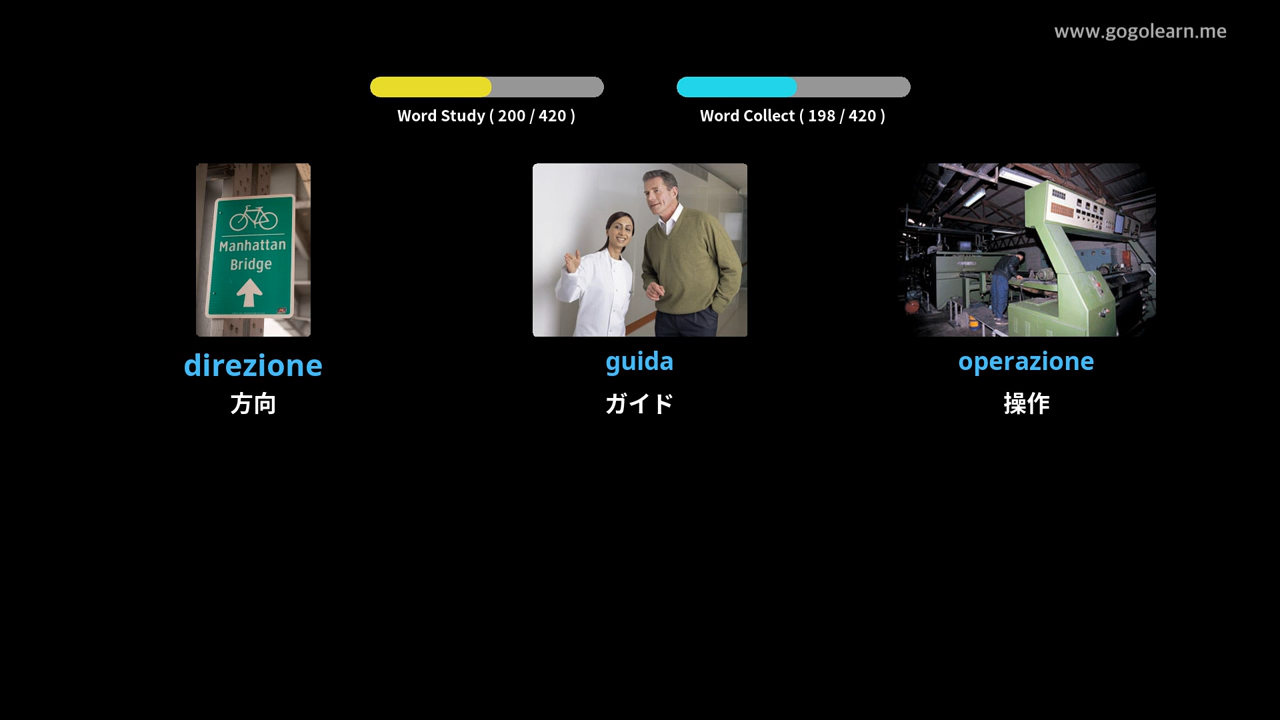 www.gogolearn.me
Word Study ( 200 / 420 )
Word Collect ( 198 / 420 )
Manhattan
Bridge
direzione
guida
operazione
方向
ガイド
操作